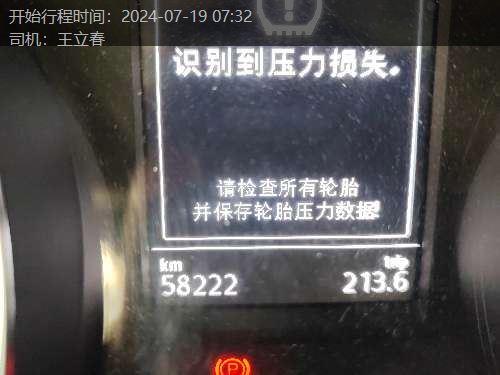 开始行程时间：2024-07-19 07:32
司机：王立春
识别到压力损失。
请检查所有轮胎
并保存轮胎压力数据!
km trip
58222 213.6
P